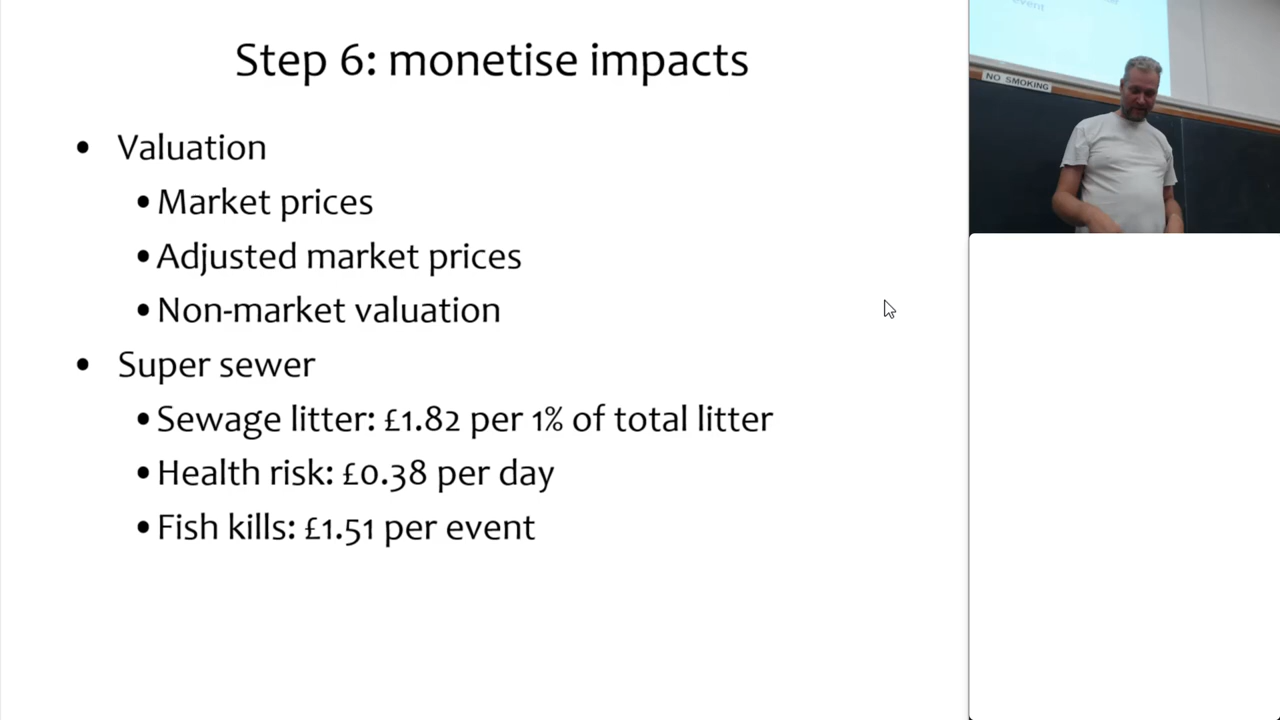 Step 6: monetise impacts
• Valuation
• Market prices
• Adjusted market prices
• Non-market valuation
• Super sewer
• Sewage litter: £1.82 per 1% of total litter
• Health risk: £0.38 per day
• Fish kills: £1.51 per event
event
NO SMOKING